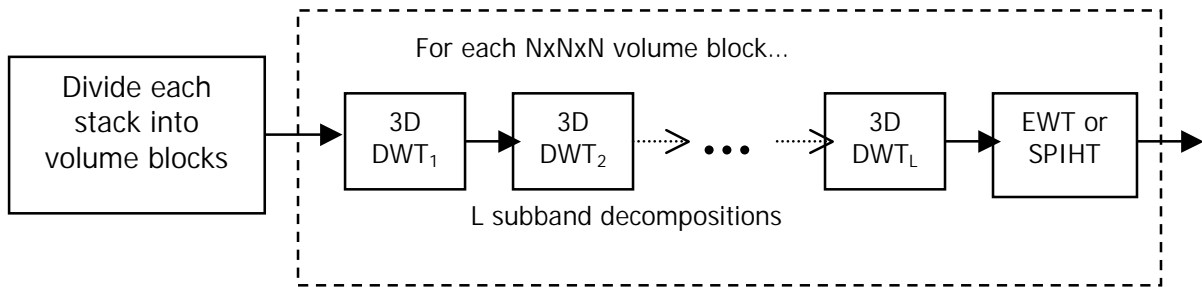 For each NxNxN volume block...
Divide each
stack into
volume blocks
3D
DWT₁
3D
DWT₂
...
3D
DWT_L
EWT or
SPIHT
L subband decompositions